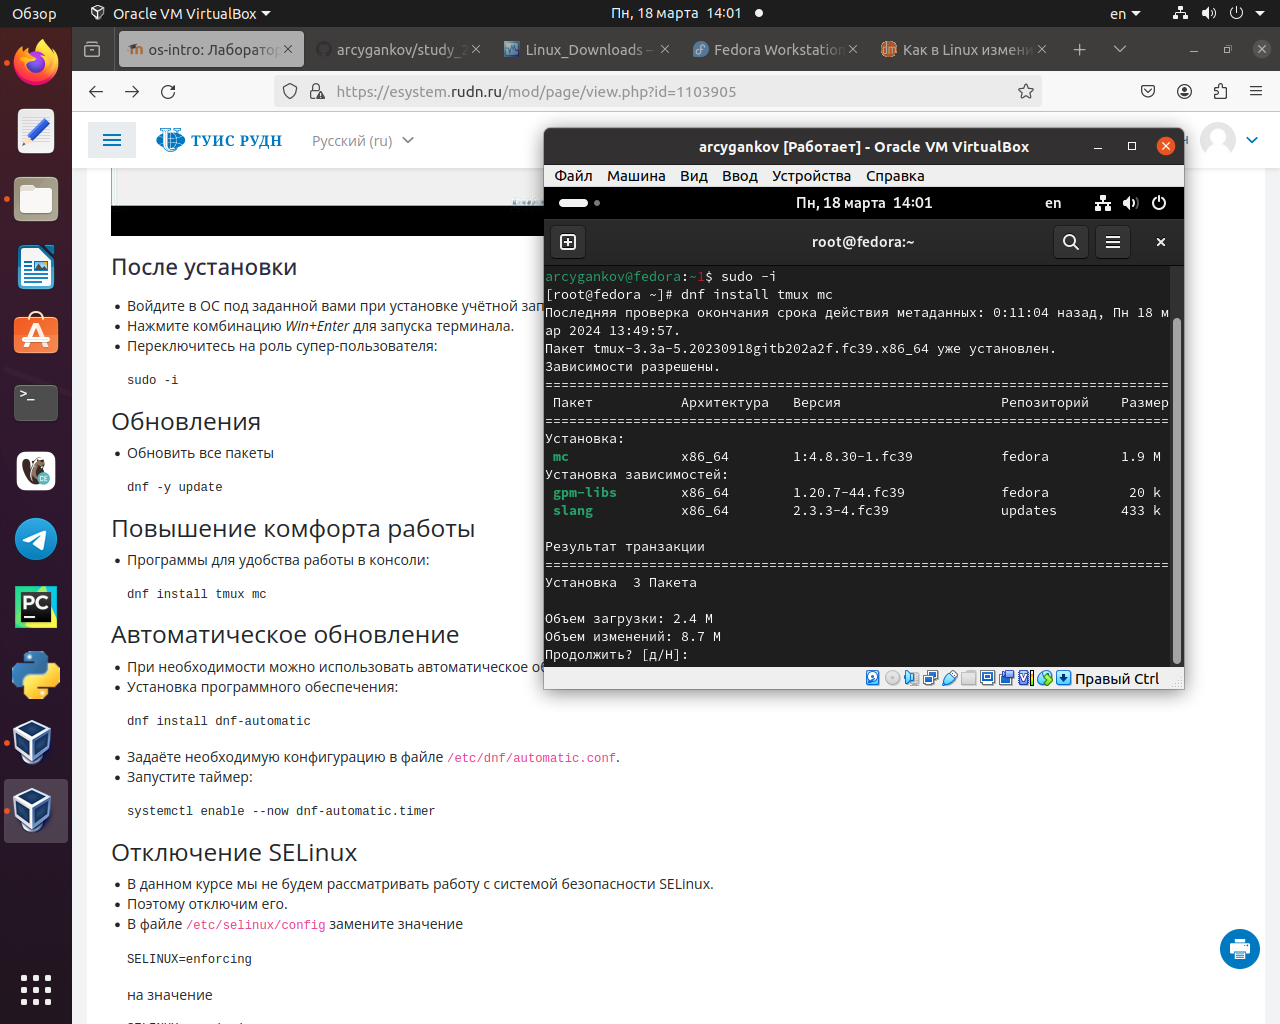 Обзор
Oracle VM VirtualBox
Пн, 18 марта 14:01
en
os-intro: Лаборатор
arcygankov/study_2
Linux_Downloads –
Fedora Workstation
Как в Linux измени
https://esystem.rudn.ru/mod/page/view.php?id=1103905
ТУИС РУДН
Русский (ru)
После установки
Войдите в ОС под заданной вами при установке учётной зап
Нажмите комбинацию Win+Enter для запуска терминала.
Переключитесь на роль супер-пользователя:
sudo -i
Обновления
Обновить все пакеты
dnf -y update
Повышение комфорта работы
Программы для удобства работы в консоли:
dnf install tmux mc
Автоматическое обновление
При необходимости можно использовать автоматическое об
Установка программного обеспечения:
dnf install dnf-automatic
Задаёте необходимую конфигурацию в файле /etc/dnf/automatic.conf.
Запустите таймер:
systemctl enable --now dnf-automatic.timer
Отключение SELinux
В данном курсе мы не будем рассматривать работу с системой безопасности SELinux.
Поэтому отключим его.
В файле /etc/selinux/config замените значение
SELINUX=enforcing
на значение
arcygankov [Работает] - Oracle VM VirtualBox
Файл Машина Вид Ввод Устройства Справка
Пн, 18 марта 14:01
en
root@fedora:~
arcygankov@fedora:~1$ sudo -i
[root@fedora ~]# dnf install tmux mc
Последняя проверка окончания срока действия метаданных: 0:11:04 назад, Пн 18 м
ар 2024 13:49:57.
Пакет tmux-3.3a-5.20230918gitb202a2f.fc39.x86_64 уже установлен.
Зависимости разрешены.
==============================================================================
Пакет Архитектура Версия Репозиторий Размер
==============================================================================
Установка:
mc x86_64 1:4.8.30-1.fc39 fedora 1.9 M
Установка зависимостей:
gpm-libs x86_64 1.20.7-44.fc39 fedora 20 k
slang x86_64 2.3.3-4.fc39 updates 433 k
Результат транзакции
==============================================================================
Установка 3 Пакета
Объем загрузки: 2.4 M
Объем изменений: 8.7 M
Продолжить? [д/Н]:
Правый Ctrl